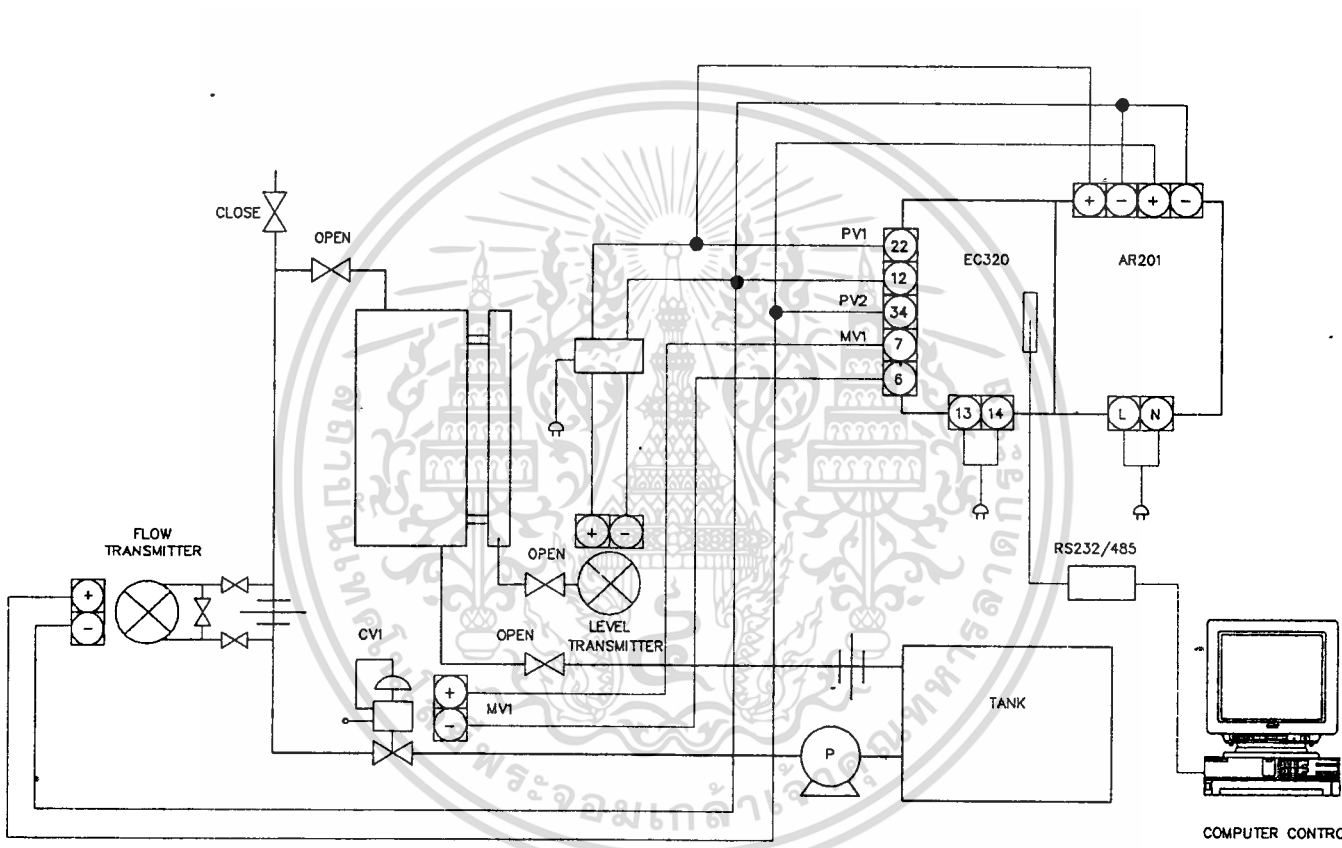 CLOSE
OPEN
PV1
22
EC320
AR201
+ - + -
12
PV2
34
MV1
7
6
13 14
L N
FLOW
TRANSMITTER
+
-
+ -
OPEN
LEVEL
TRANSMITTER
RS232/485
CV1
OPEN
+
-
MV1
P
TANK
COMPUTER CONTRO